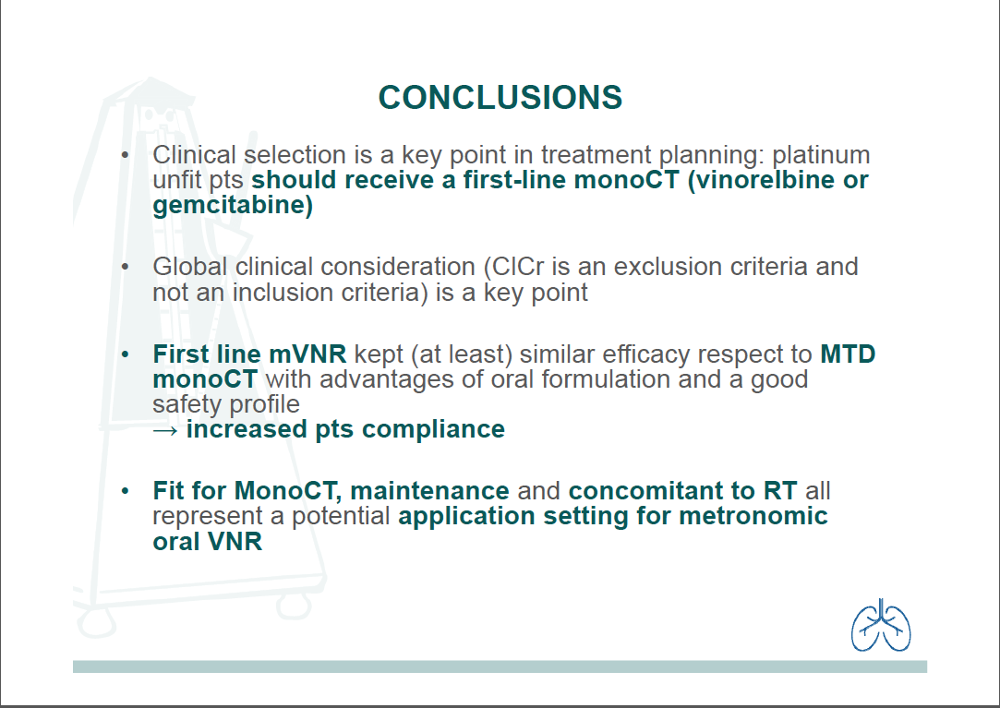 CONCLUSIONS
• Clinical selection is a key point in treatment planning: platinum
unfit pts should receive a first-line monoCT (vinorelbine or
gemcitabine)
• Global clinical consideration (ClCr is an exclusion criteria and
not an inclusion criteria) is a key point
• First line mVNR kept (at least) similar efficacy respect to MTD
monoCT with advantages of oral formulation and a good
safety profile
→ increased pts compliance
• Fit for MonoCT, maintenance and concomitant to RT all
represent a potential application setting for metronomic
oral VNR